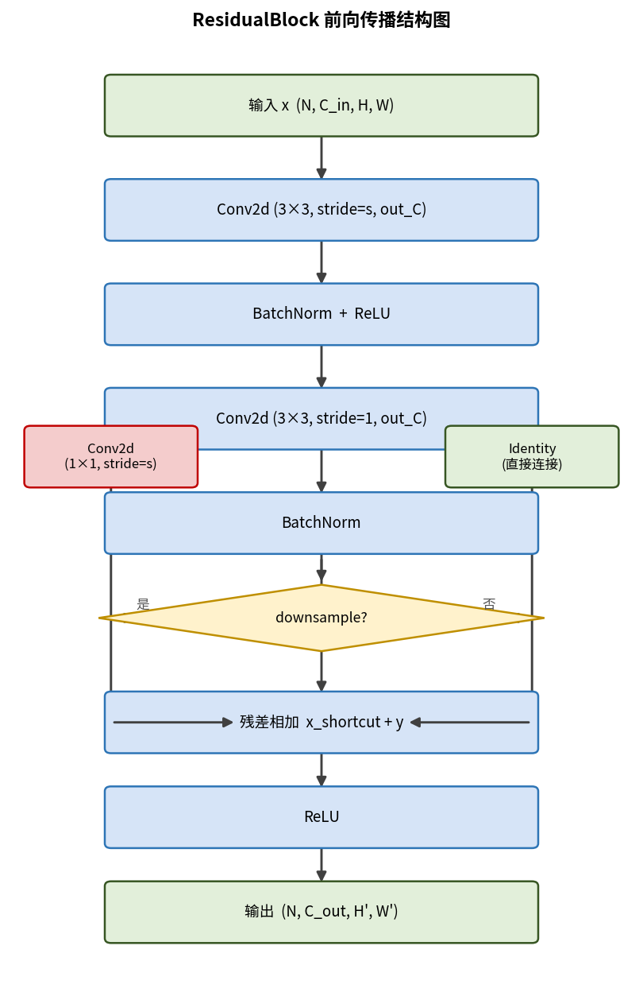 ResidualBlock 前向传播结构图
输入 x (N, C_in, H, W)
Conv2d (3×3, stride=s, out_C)
BatchNorm + ReLU
Conv2d (3×3, stride=1, out_C)
Conv2d
(1×1, stride=s)
Identity
(直接连接)
BatchNorm
是
否
downsample?
残差相加 x_shortcut + y
ReLU
输出 (N, C_out, H', W')